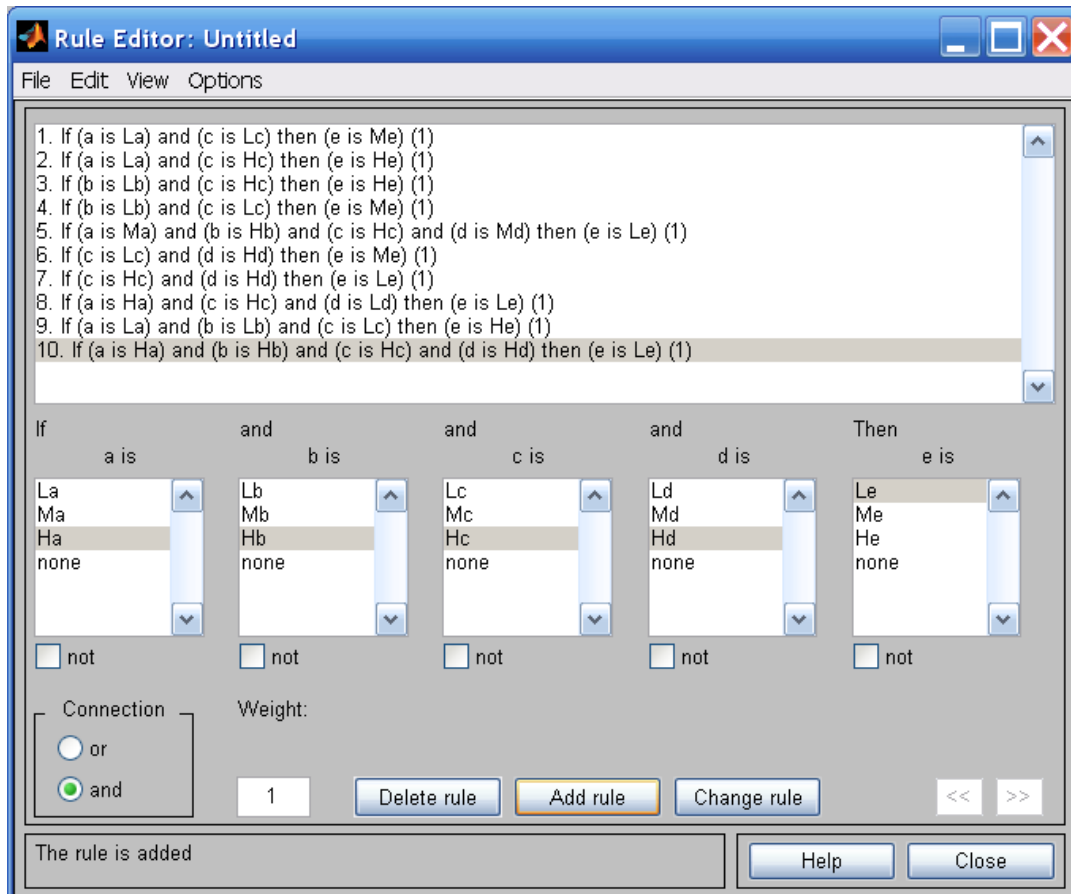 Rule Editor: Untitled
File Edit View Options
1. If (a is La) and (c is Lc) then (e is Me) (1)
2. If (a is La) and (c is Hc) then (e is He) (1)
3. If (b is Lb) and (c is Hc) then (e is He) (1)
4. If (b is Lb) and (c is Lc) then (e is Me) (1)
5. If (a is Ma) and (b is Hb) and (c is Hc) and (d is Md) then (e is Le) (1)
6. If (c is Lc) and (d is Hd) then (e is Me) (1)
7. If (c is Hc) and (d is Hd) then (e is Le) (1)
8. If (a is Ha) and (c is Hc) and (d is Ld) then (e is Le) (1)
9. If (a is La) and (b is Lb) and (c is Lc) then (e is He) (1)
10. If (a is Ha) and (b is Hb) and (c is Hc) and (d is Hd) then (e is Le) (1)
If and and and Then
a is b is c is d is e is
La Lb Lc Ld Le
Ma Mb Mc Md Me
Ha Hb Hc Hd He
none none none none none
not not not not not
Connection Weight:
or
and 1 Delete rule Add rule Change rule << >>
The rule is added Help Close